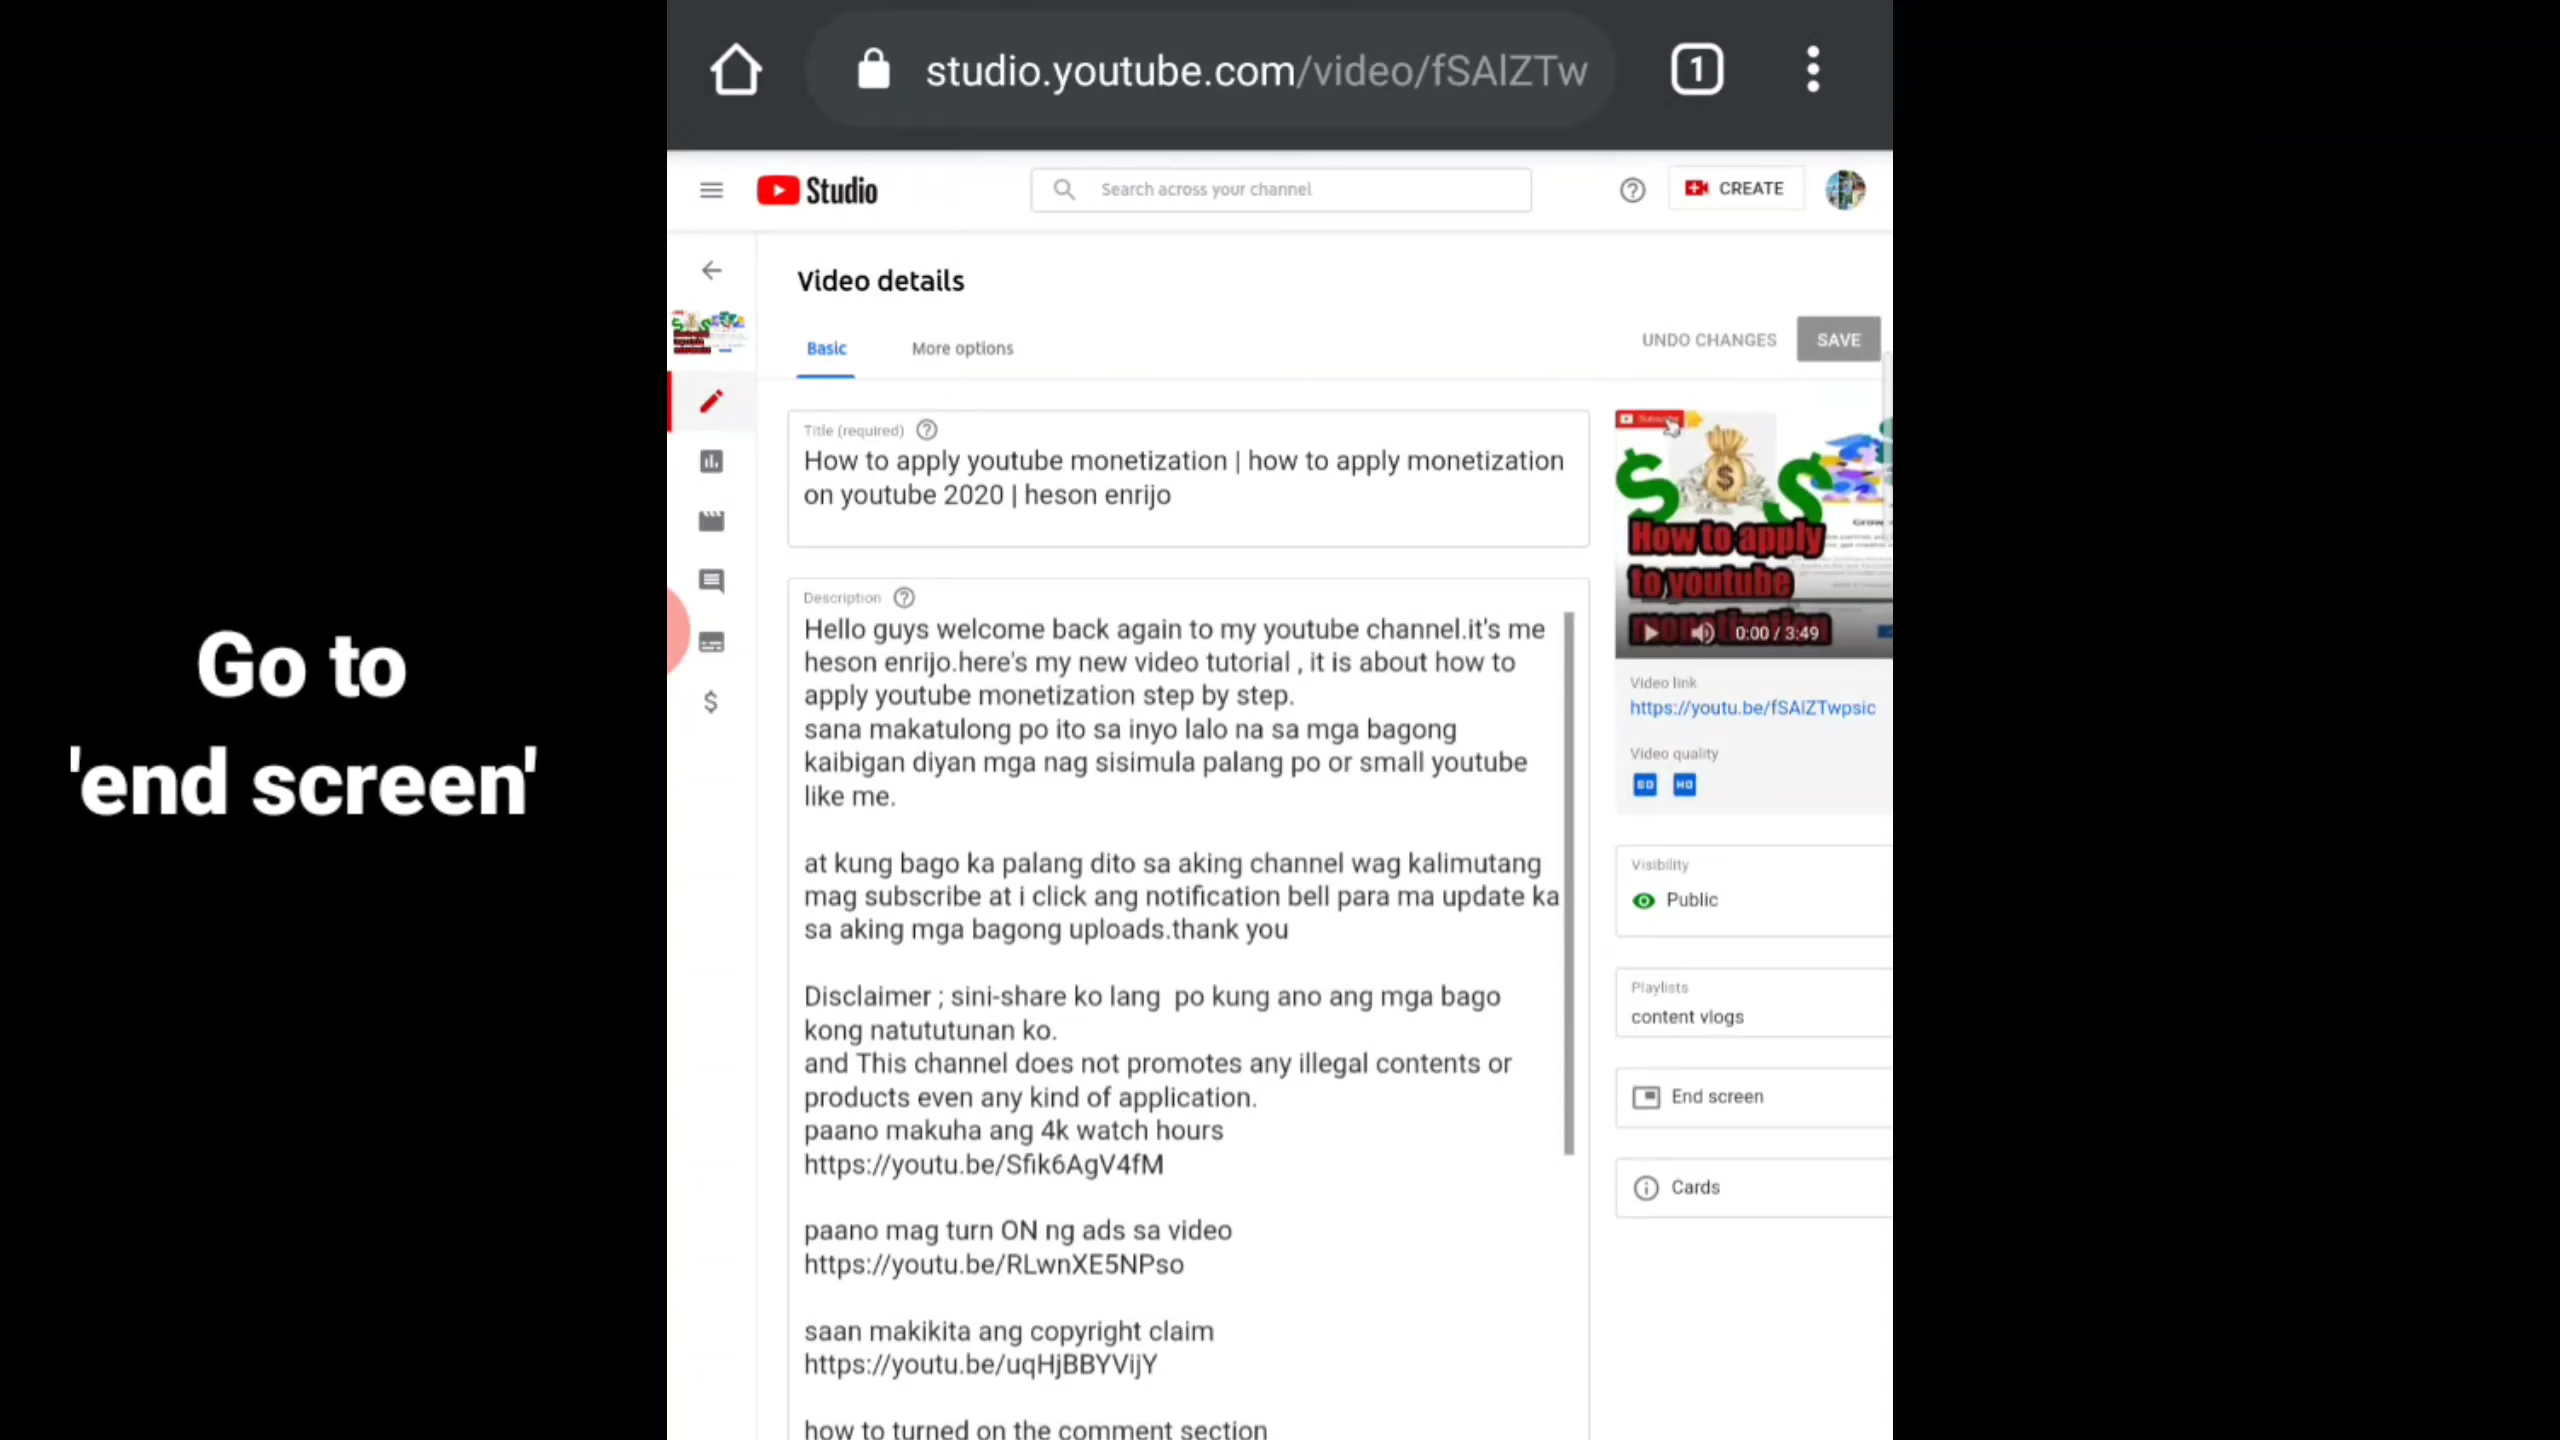 Go to
'end screen'
studio.youtube.com/video/fSAlZTw
1
Studio
Search across your channel
CREATE
Video details
Basic
More options
UNDO CHANGES
SAVE
Title (required)
How to apply youtube monetization | how to apply monetization
on youtube 2020 | heson enrijo
Description
Hello guys welcome back again to my youtube channel.it's me
heson enrijo.here's my new video tutorial , it is about how to
apply youtube monetization step by step.
sana makatulong po ito sa inyo lalo na sa mga bagong
kaibigan diyan mga nag sisimula palang po or small youtube
like me.
at kung bago ka palang dito sa aking channel wag kalimutang
mag subscribe at i click ang notification bell para ma update ka
sa aking mga bagong uploads.thank you
Disclaimer ; sini-share ko lang  po kung ano ang mga bago
kong natututunan ko.
and This channel does not promotes any illegal contents or
products even any kind of application.
paano makuha ang 4k watch hours
https://youtu.be/Sfik6AgV4fM
paano mag turn ON ng ads sa video
https://youtu.be/RLwnXE5NPso
saan makikita ang copyright claim
https://youtu.be/uqHjBBYVijY
how to turned on the comment section
Subscribe
Grow
How to apply
to youtube
monetization
0:00 / 3:49
Video link
https://youtu.be/fSAlZTwpsic
Video quality
SD HD
Visibility
Public
Playlists
content vlogs
End screen
Cards